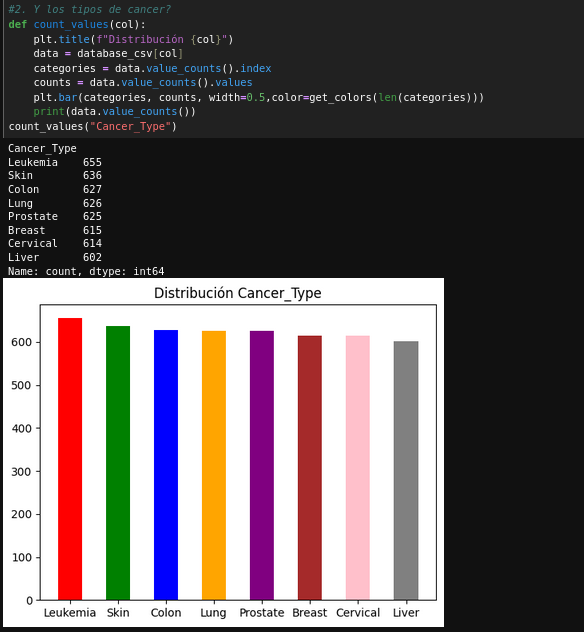 #2. Y los tipos de cancer?
def count_values(col):
    plt.title(f"Distribución {col}")
    data = database_csv[col]
    categories = data.value_counts().index
    counts = data.value_counts().values
    plt.bar(categories, counts, width=0.5,color=get_colors(len(categories)))
    print(data.value_counts())
count_values("Cancer_Type")
Cancer_Type
Leukemia    655
Skin        636
Colon       627
Lung        626
Prostate    625
Breast      615
Cervical    614
Liver       602
Name: count, dtype: int64
Distribución Cancer_Type
600
500
400
300
200
100
0
Leukemia Skin Colon Lung Prostate Breast Cervical Liver